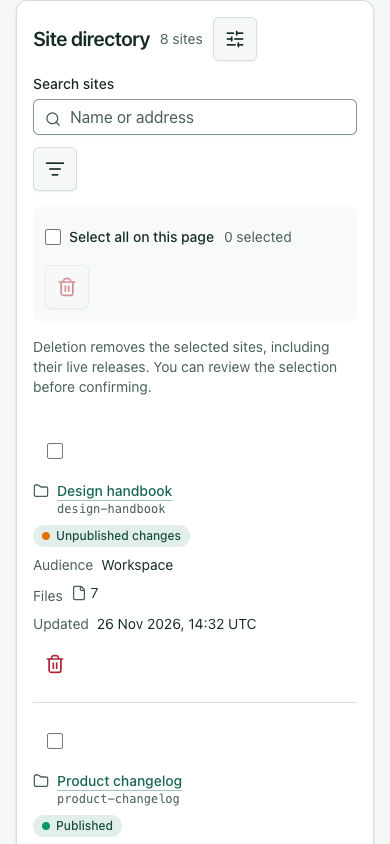 Site directory 8 sites
Search sites
Name or address
Select all on this page 0 selected
Deletion removes the selected sites, including
their live releases. You can review the selection
before confirming.
Design handbook
design-handbook
Unpublished changes
Audience Workspace
Files 7
Updated 26 Nov 2026, 14:32 UTC
Product changelog
product-changelog
Published